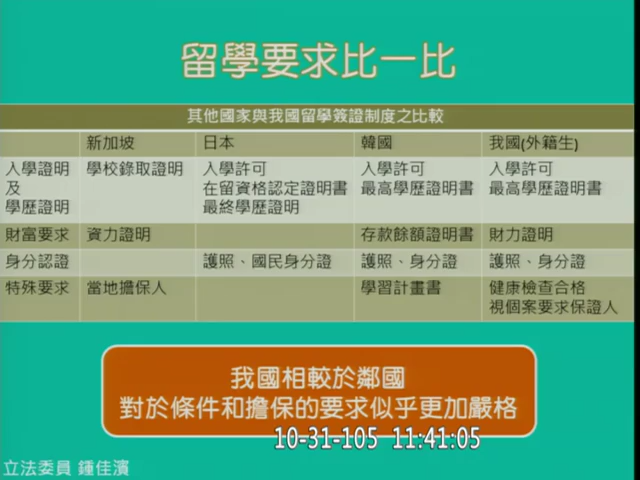 留學要求比一比
其他國家與我國留學簽證制度之比較
新加坡 日本 韓國 我國(外籍生)
入學證明 學校錄取證明 入學許可 入學許可 入學許可
及 在留資格認定證明書 最高學歷證明書 最高學歷證明書
學歷證明 最終學歷證明
財富要求 資力證明 存款餘額證明書 財力證明
身分認證 護照、國民身分證 護照、身分證 護照、身分證
特殊要求 當地擔保人 學習計畫書 健康檢查合格
視個案要求保證人
我國相較於鄰國
對於條件和擔保的要求似乎更加嚴格
10-31-105 11:41:05
立法委員 鍾佳濱